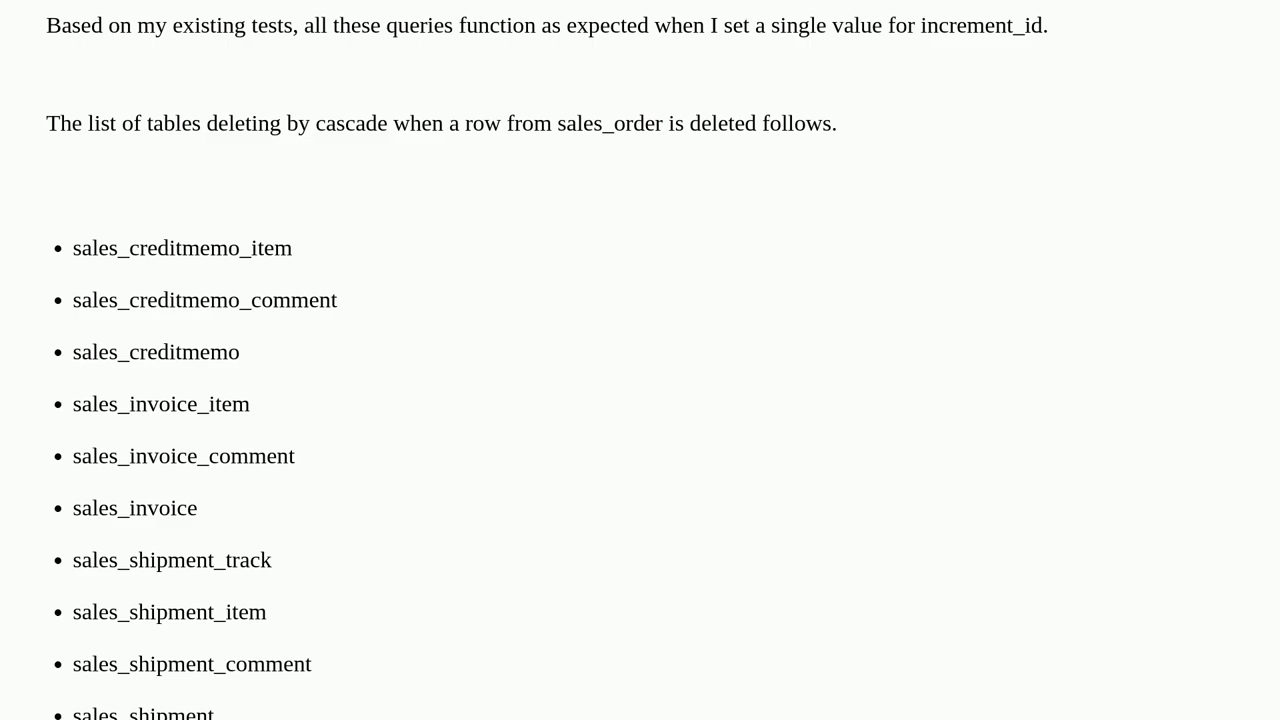 Based on my existing tests, all these queries function as expected when I set a single value for increment_id.
The list of tables deleting by cascade when a row from sales_order is deleted follows.
• sales_creditmemo_item
• sales_creditmemo_comment
• sales_creditmemo
• sales_invoice_item
• sales_invoice_comment
• sales_invoice
• sales_shipment_track
• sales_shipment_item
• sales_shipment_comment
• sales_shipment